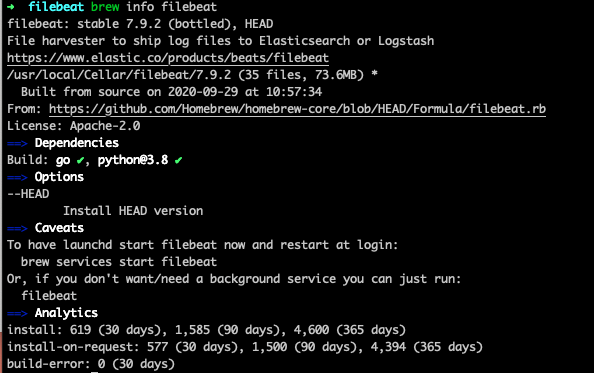 ➜  filebeat brew info filebeat
filebeat: stable 7.9.2 (bottled), HEAD
File harvester to ship log files to Elasticsearch or Logstash
https://www.elastic.co/products/beats/filebeat
/usr/local/Cellar/filebeat/7.9.2 (35 files, 73.6MB) *
  Built from source on 2020-09-29 at 10:57:34
From: https://github.com/Homebrew/homebrew-core/blob/HEAD/Formula/filebeat.rb
License: Apache-2.0
==> Dependencies
Build: go ✔, python@3.8 ✔
==> Options
--HEAD
        Install HEAD version
==> Caveats
To have launchd start filebeat now and restart at login:
  brew services start filebeat
Or, if you don't want/need a background service you can just run:
  filebeat
==> Analytics
install: 619 (30 days), 1,585 (90 days), 4,600 (365 days)
install-on-request: 577 (30 days), 1,500 (90 days), 4,394 (365 days)
build-error: 0 (30 days)